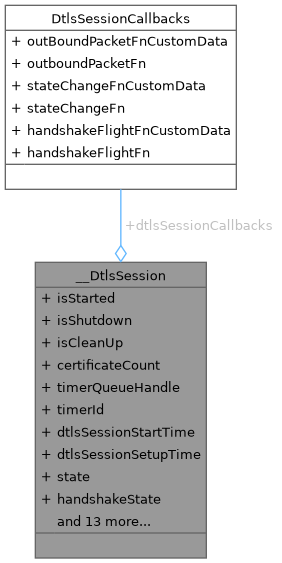 DtlsSessionCallbacks
+ outBoundPacketFnCustomData
+ outboundPacketFn
+ stateChangeFnCustomData
+ stateChangeFn
+ handshakeFlightFnCustomData
+ handshakeFlightFn
+dtlsSessionCallbacks
__DtlsSession
+ isStarted
+ isShutdown
+ isCleanUp
+ certificateCount
+ timerQueueHandle
+ timerId
+ dtlsSessionStartTime
+ dtlsSessionSetupTime
+ state
+ handshakeState
and 13 more...